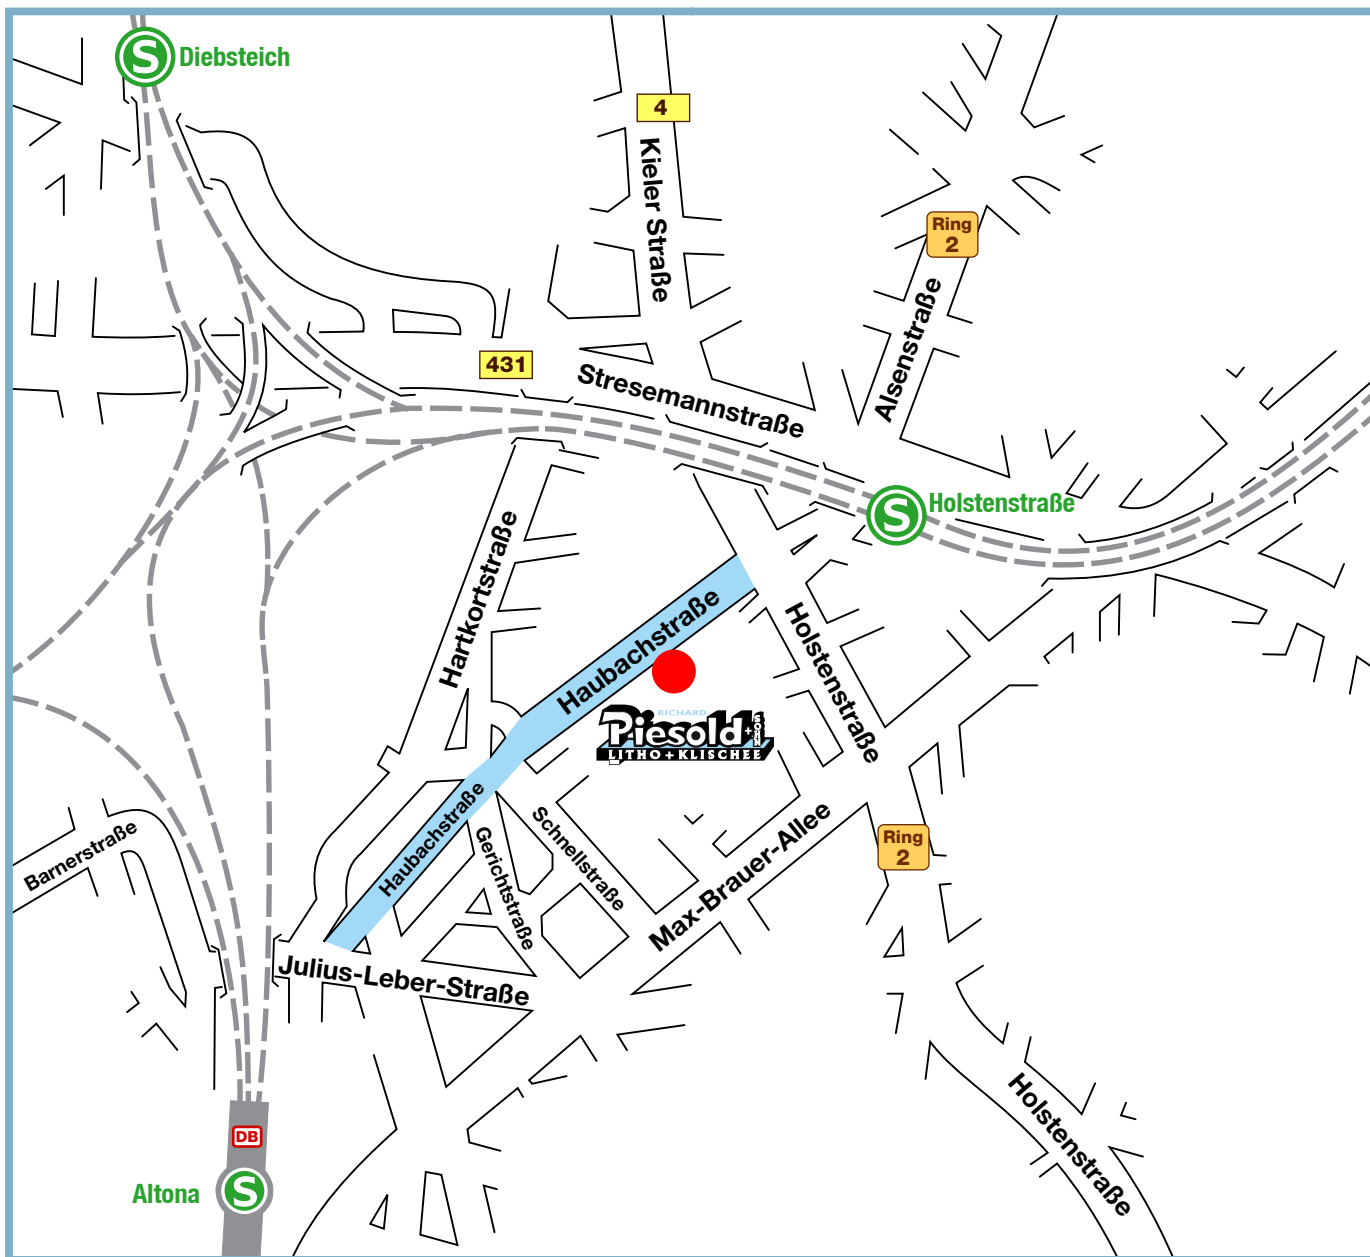 Diebsteich
4
Kieler Straße
Ring
2
Alsenstraße
431
Stresemannstraße
S
S
Holstenstraße
Hartkortstraße
Haubachstraße
Holstenstraße
RICHARD
Piesold
+SOHN
LITHO+KLISCHEE
Haubachstraße
Schnellstraße
Gerichtstraße
Max-Brauer-Allee
Ring
2
Barnerstraße
Julius-Leber-Straße
Holstenstraße
DB
Altona
S